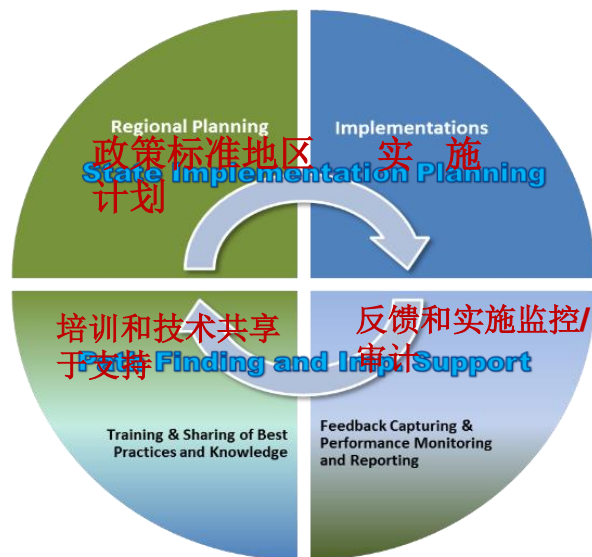 Regional Planning
Implementations
政策标准地区
计划
实 施
State Implementation Planning
培训和技术共享
于支持
反馈和实施监控/
审计
Path Finding and Impl Support
Training & Sharing of Best
Practices and Knowledge
Feedback Capturing &
Performance Monitoring
and Reporting